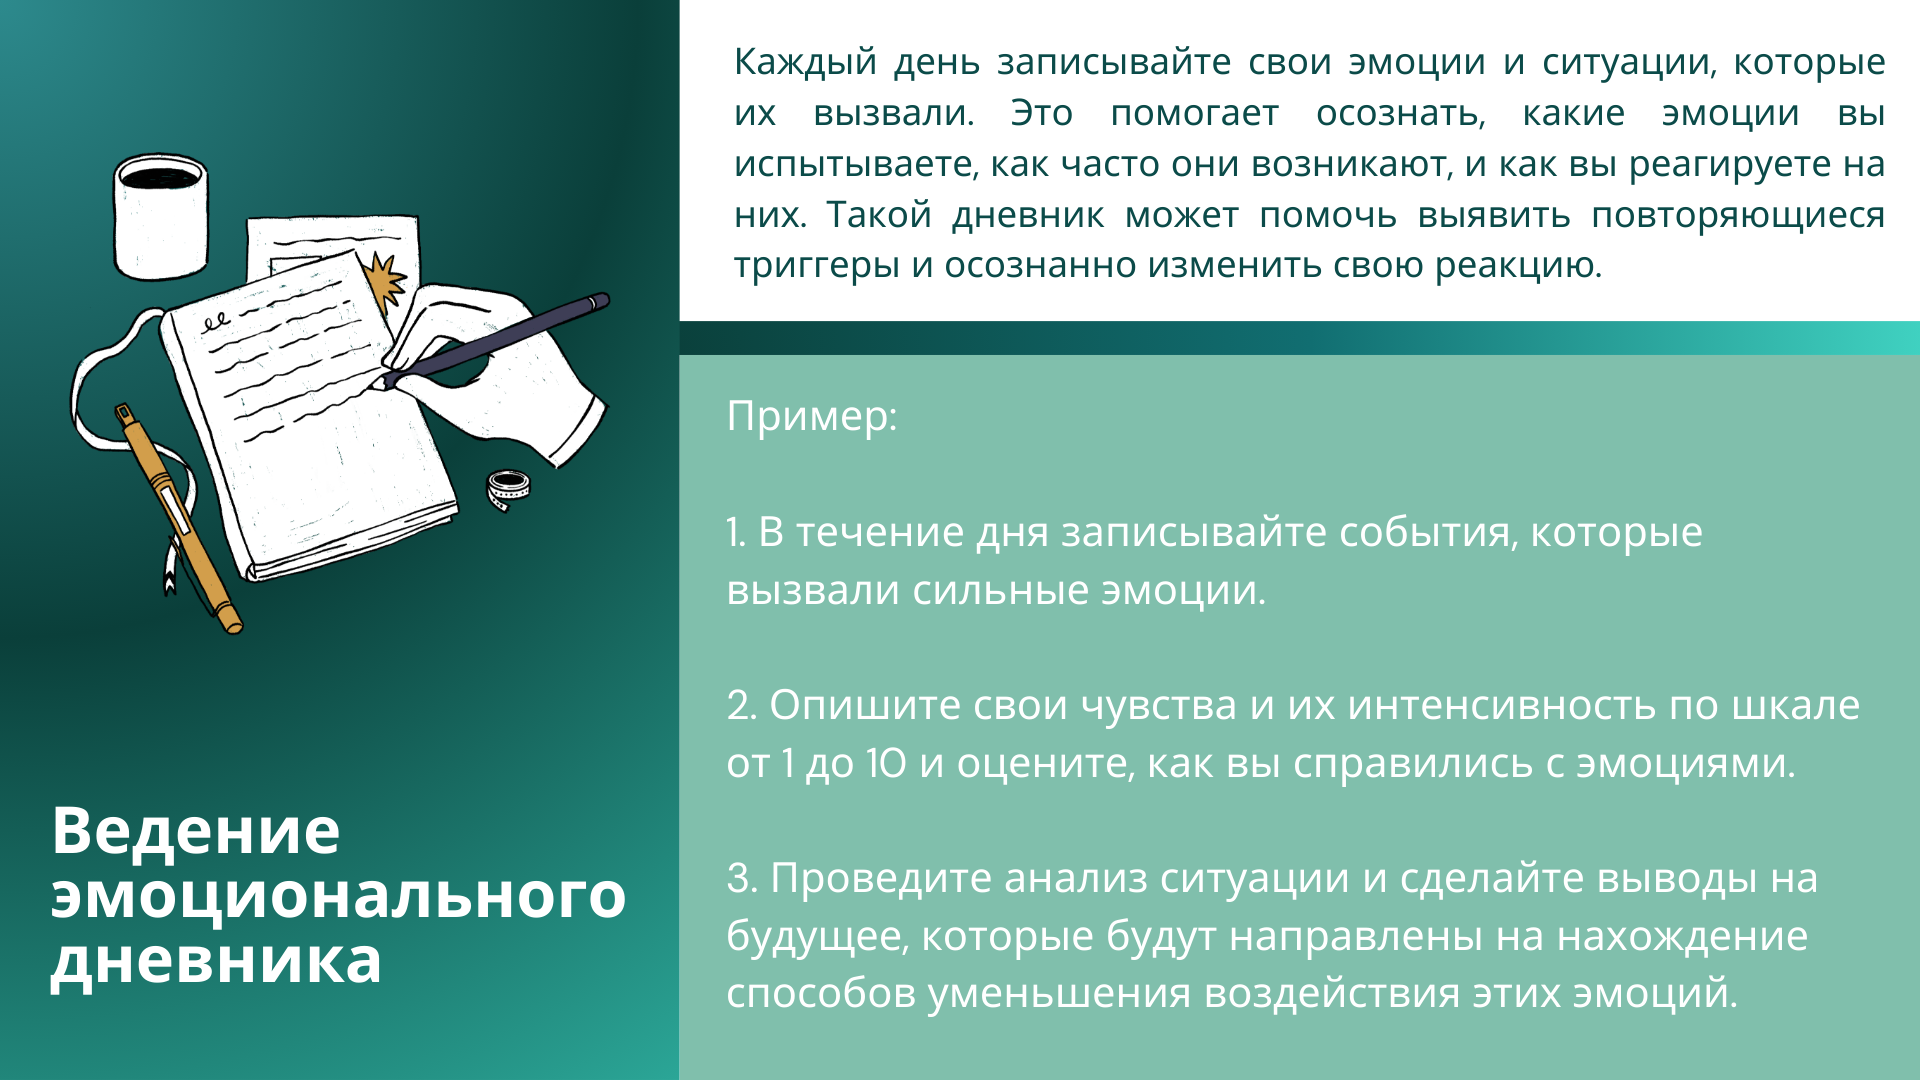 Каждый день записывайте свои эмоции и ситуации, которые
их вызвали. Это помогает осознать, какие эмоции вы
испытываете, как часто они возникают, и как вы реагируете на
них. Такой дневник может помочь выявить повторяющиеся
триггеры и осознанно изменить свою реакцию.
Пример:
1. В течение дня записывайте события, которые
вызвали сильные эмоции.
2. Опишите свои чувства и их интенсивность по шкале
от 1 до 10 и оцените, как вы справились с эмоциями.
3. Проведите анализ ситуации и сделайте выводы на
будущее, которые будут направлены на нахождение
способов уменьшения воздействия этих эмоций.
Ведение
эмоционального
дневника